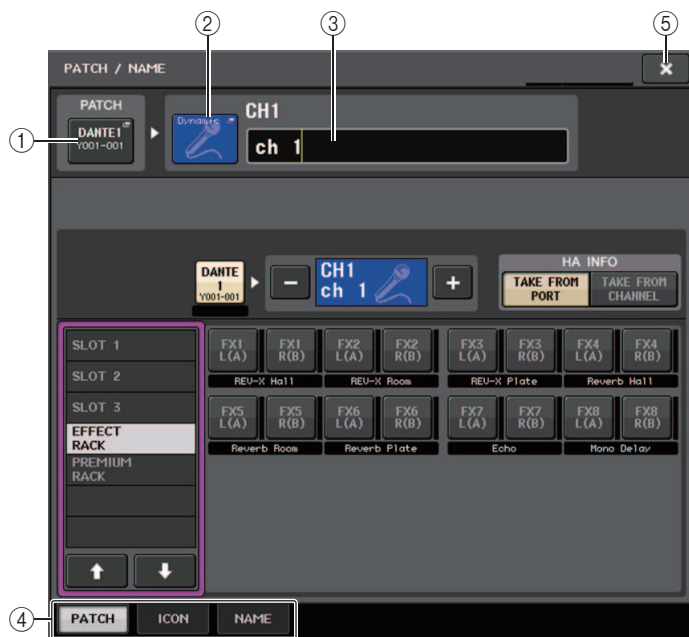 ② ③ ⑤
PATCH / NAME
PATCH
DANTE1
Y001-001
Dynamic
CH1
ch 1
①
DANTE
1
Y001-001
CH1
ch 1
HA INFO
TAKE FROM
PORT
TAKE FROM
CHANNEL
SLOT 1
SLOT 2
SLOT 3
EFFECT
RACK
PREMIUM
RACK
FX1
L(A)
FX1
R(B)
FX2
L(A)
FX2
R(B)
FX3
L(A)
FX3
R(B)
FX4
L(A)
FX4
R(B)
REV-X Hall
REV-X Room
REV-X Plate
Reverb Hall
FX5
L(A)
FX5
R(B)
FX6
L(A)
FX6
R(B)
FX7
L(A)
FX7
R(B)
FX8
L(A)
FX8
R(B)
Reverb Room
Reverb Plate
Echo
Mono Delay
④
PATCH
ICON
NAME